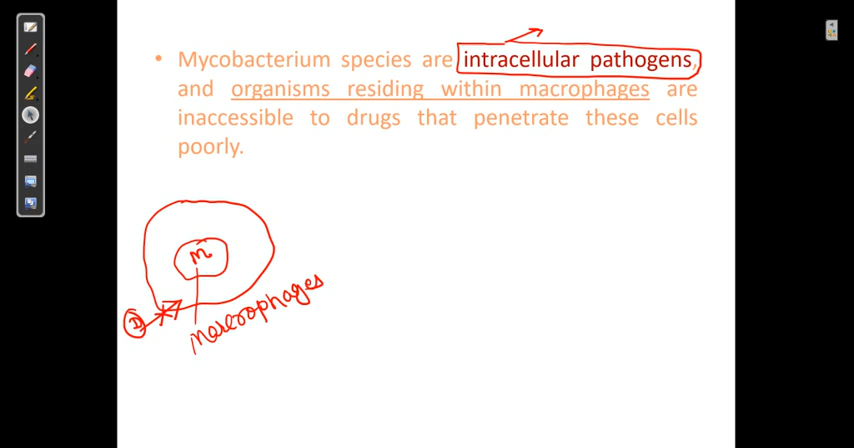 • Mycobacterium species are intracellular pathogens,
and organisms residing within macrophages are
inaccessible to drugs that penetrate these cells
poorly.
M
D
Macrophages